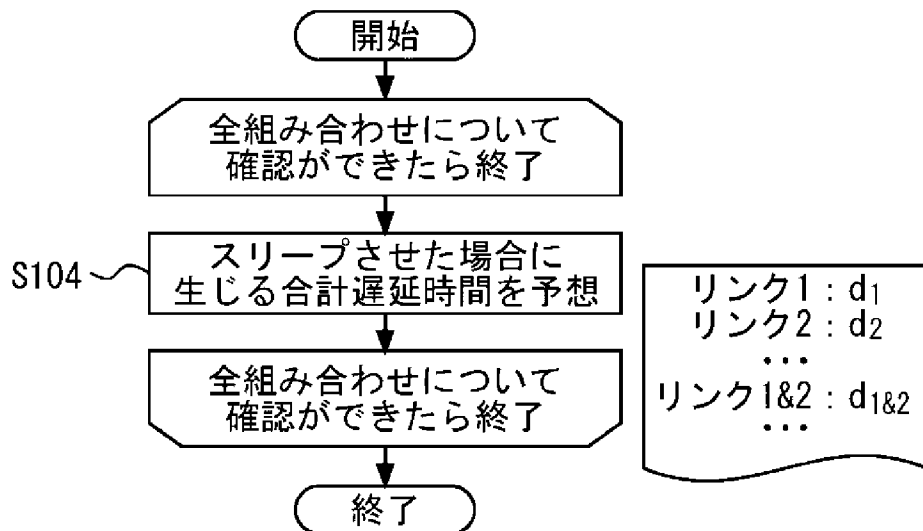 開始
全組み合わせについて
確認ができたら終了
S104
スリープさせた場合に
生じる合計遅延時間を予想
全組み合わせについて
確認ができたら終了
終了
リンク1：d1
リンク2：d2
・・・
リンク1&2：d1&2
・・・